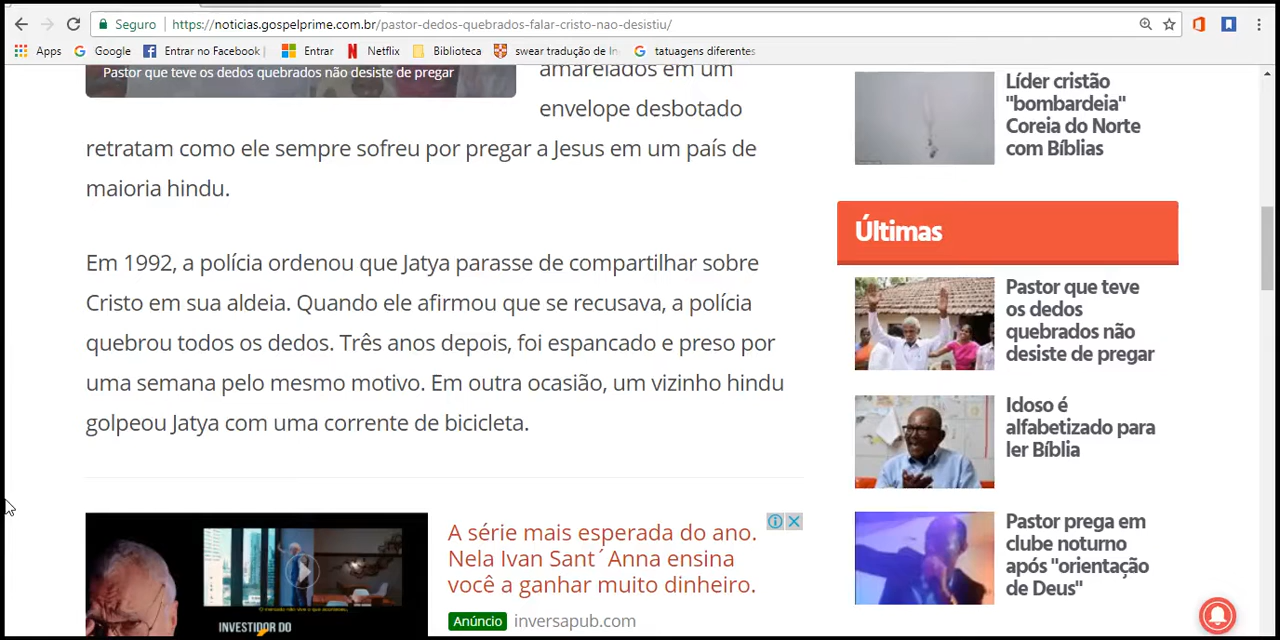 Seguro
https://noticias.gospelprime.com.br/pastor-dedos-quebrados-falar-cristo-nao-desistiu/
Apps
Google
Entrar no Facebook
Entrar
Netflix
Biblioteca
swear tradução de In
tatuagens diferentes
Pastor que teve os dedos quebrados não desiste de pregar
amarelados em um
envelope desbotado
retratam como ele sempre sofreu por pregar a Jesus em um país de
maioria hindu.
Em 1992, a polícia ordenou que Jatya parasse de compartilhar sobre
Cristo em sua aldeia. Quando ele afirmou que se recusava, a polícia
quebrou todos os dedos. Três anos depois, foi espancado e preso por
uma semana pelo mesmo motivo. Em outra ocasião, um vizinho hindu
golpeou Jatya com uma corrente de bicicleta.
INVESTIDOR DO
A série mais esperada do ano.
Nela Ivan Sant´Anna ensina
você a ganhar muito dinheiro.
Anúncio inversapub.com
Líder cristão
"bombardeia"
Coreia do Norte
com Bíblias
Últimas
Pastor que teve
os dedos
quebrados não
desiste de pregar
Idoso é
alfabetizado para
ler Bíblia
Pastor prega em
clube noturno
após "orientação
de Deus"